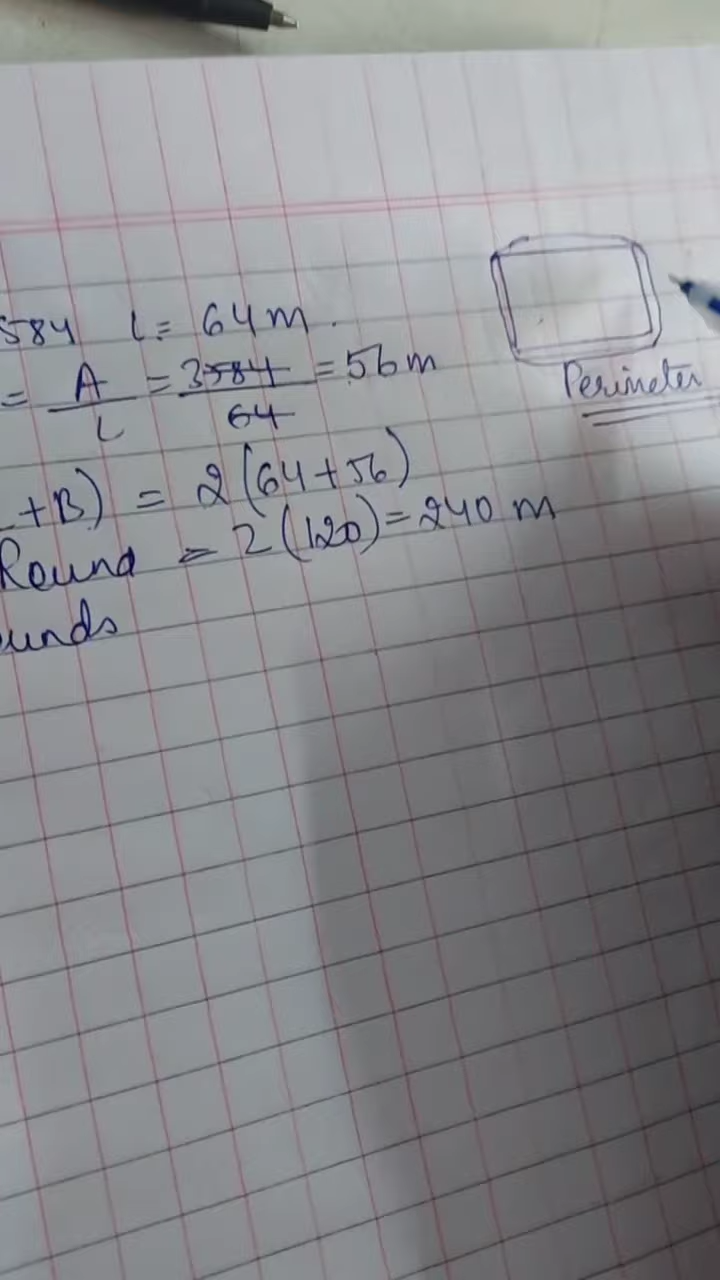 584 L = 64 m.
= A/L = 3584/64 = 56 m
Perimeter
+B) = 2(64+56)
Round = 2(120) = 240 m
unds